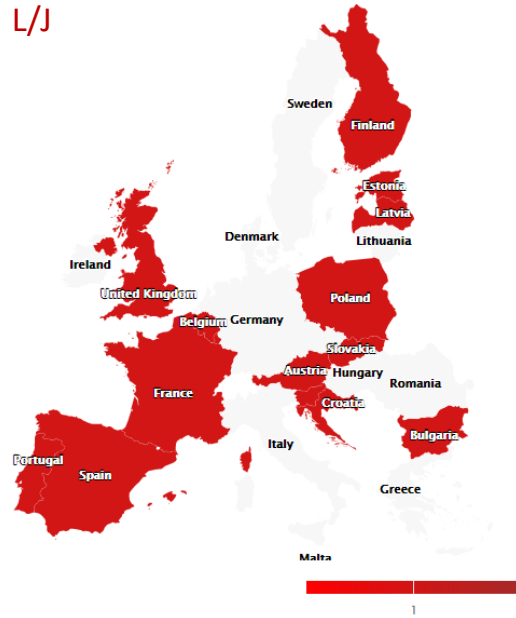 L/J
Sweden
Finland
Estonia
Latvia
Lithuania
Denmark
Ireland
United Kingdom
Poland
Belgium
Germany
Slovakia
Austria
Hungary
Romania
France
Croatia
Bulgaria
Italy
Portugal
Spain
Greece
Malta
1